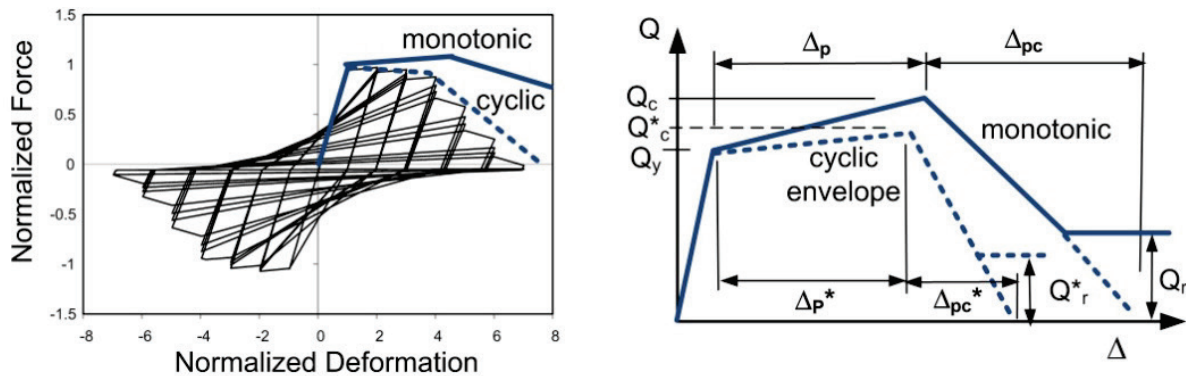 1.5
1
0.5
0
-0.5
-1
-1.5
Normalized Force
-8 -6 -4 -2 0 2 4 6 8
Normalized Deformation
monotonic
cyclic
Q
Δp Δpc
Qc
Q*c
Qy
monotonic
cyclic
envelope
ΔP* Δpc*
Q*r
Qr
Δ